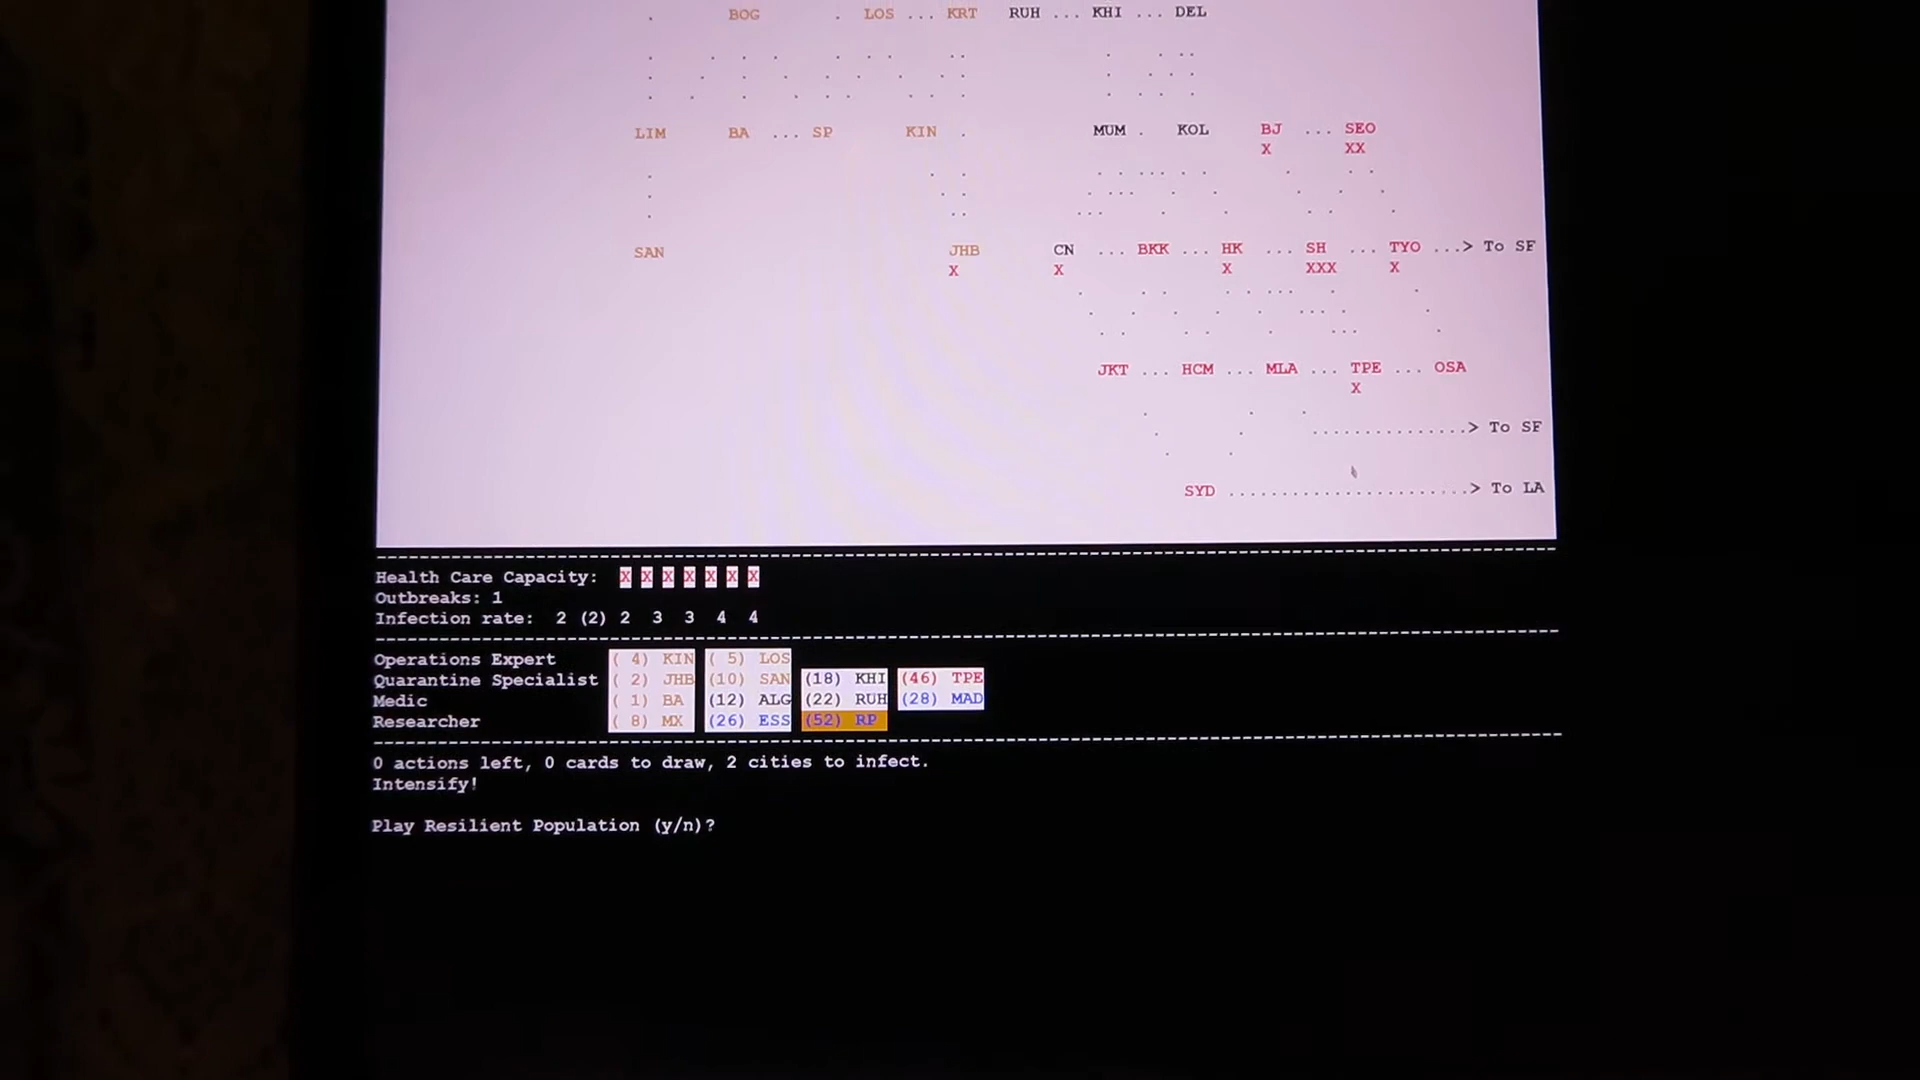 BOG . LOS ... KRT RUH ... KHI ... DEL
LIM BA ... SP KIN . MUM . KOL BJ ... SEO
X XX
SAN JHB CN ... BKK ... HK ... SH ... TYO ...> To SF
X X X XXX X
JKT ... HCM ... MLA ... TPE ... OSA
X
...............> To SF
SYD .......................> To LA
Health Care Capacity: X X X X X X X
Outbreaks: 1
Infection rate: 2 (2) 2 3 3 4 4
Operations Expert ( 4) KIN ( 5) LOS
Quarantine Specialist ( 2) JHB (10) SAN (18) KHI (46) TPE
Medic ( 1) BA (12) ALG (22) RUH (28) MAD
Researcher ( 8) MX (26) ESS (52) RP
0 actions left, 0 cards to draw, 2 cities to infect.
Intensify!
Play Resilient Population (y/n)?